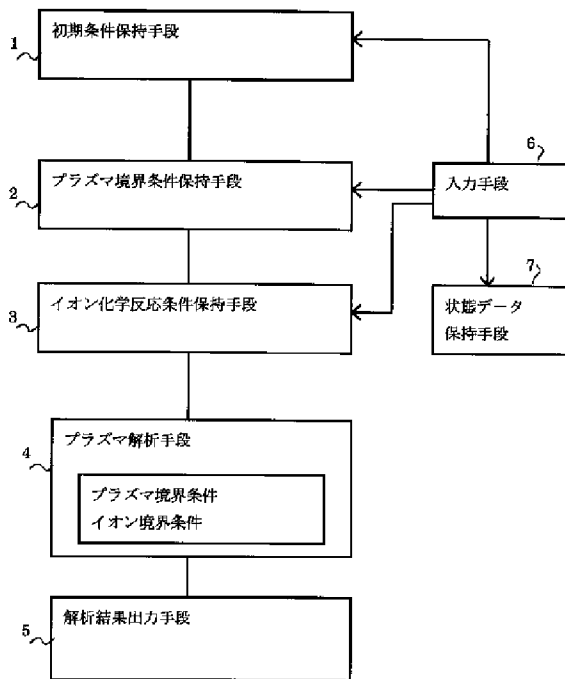 1
初期条件保持手段
6
入力手段
2
プラズマ境界条件保持手段
7
状態データ
保持手段
3
イオン化学反応条件保持手段
4
プラズマ解析手段
プラズマ境界条件
イオン境界条件
5
解析結果出力手段